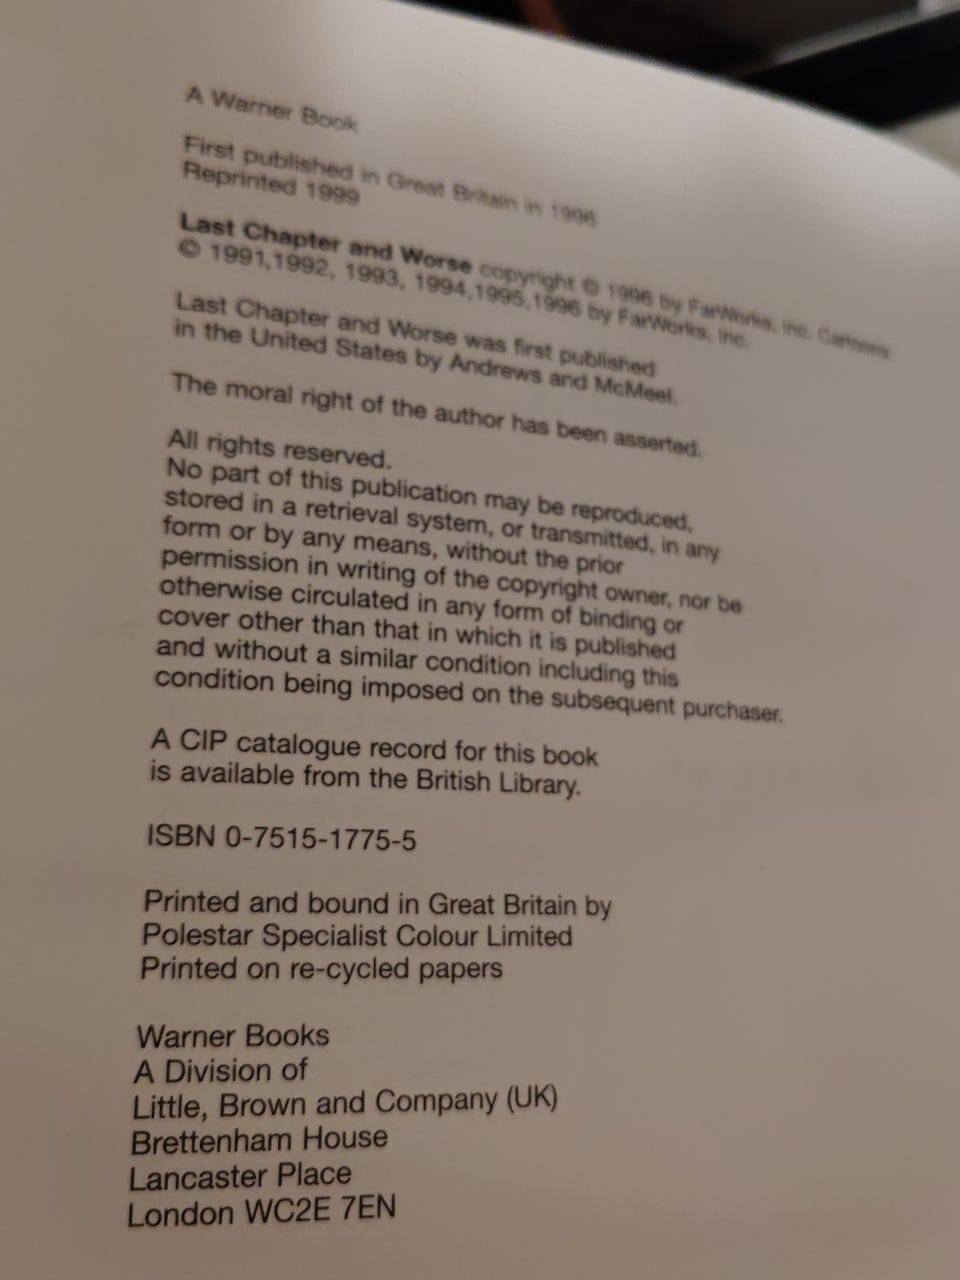 A Warner Book
First published in Great Britain in 1996
Reprinted 1999
Last Chapter and Worse copyright © 1996 by FarWorks, Inc. Cartoons
© 1991,1992, 1993, 1994,1995,1996 by FarWorks, Inc.
Last Chapter and Worse was first published
in the United States by Andrews and McMeel.
The moral right of the author has been asserted.
All rights reserved.
No part of this publication may be reproduced,
stored in a retrieval system, or transmitted, in any
form or by any means, without the prior
permission in writing of the copyright owner, nor be
otherwise circulated in any form of binding or
cover other than that in which it is published
and without a similar condition including this
condition being imposed on the subsequent purchaser.
A CIP catalogue record for this book
is available from the British Library.
ISBN 0-7515-1775-5
Printed and bound in Great Britain by
Polestar Specialist Colour Limited
Printed on re-cycled papers
Warner Books
A Division of
Little, Brown and Company (UK)
Brettenham House
Lancaster Place
London WC2E 7EN